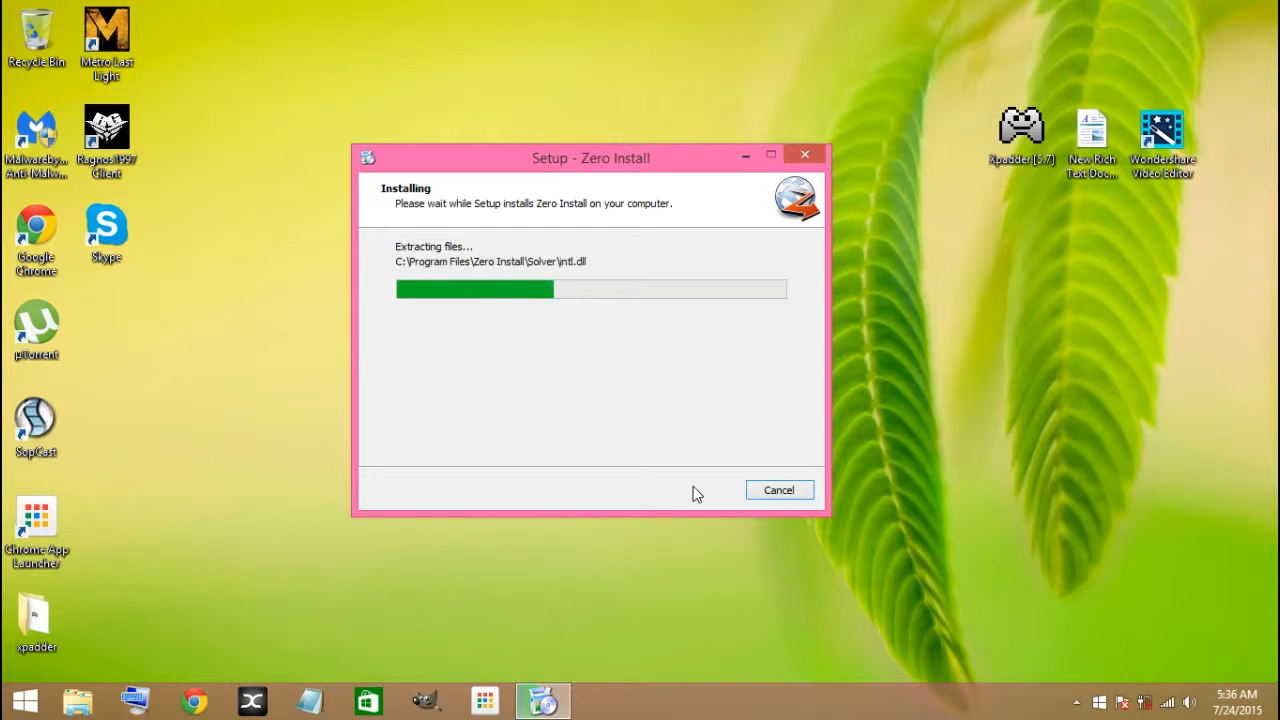 Recycle Bin
Metro Last
Light
Malwareby...
Anti-Malw...
Ragnos1997
Client
Google
Chrome
Skype
µTorrent
SopCast
Chrome App
Launcher
xpadder
Setup - Zero Install
Installing
Please wait while Setup installs Zero Install on your computer.
Extracting files...
C:\Program Files\Zero Install\Solver\intl.dll
Cancel
Xpadder [5.7]
New Rich
Text Doc...
Wondershare
Video Editor
5:36 AM
7/24/2015